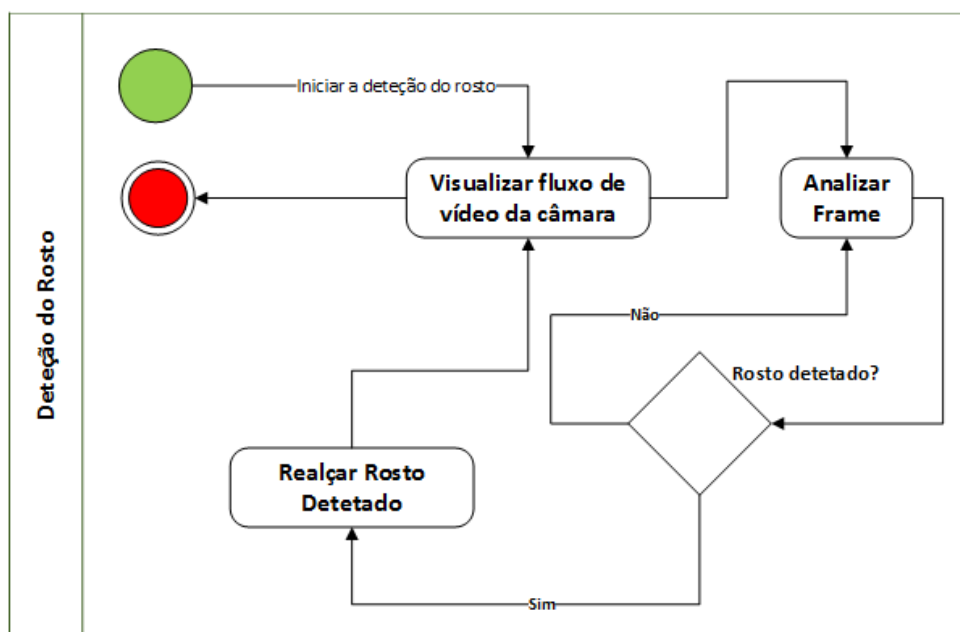 Deteção do Rosto
Iniciar a deteção do rosto
Visualizar fluxo de
vídeo da câmara
Analizar
Frame
Não
Rosto detetado?
Realçar Rosto
Detetado
Sim